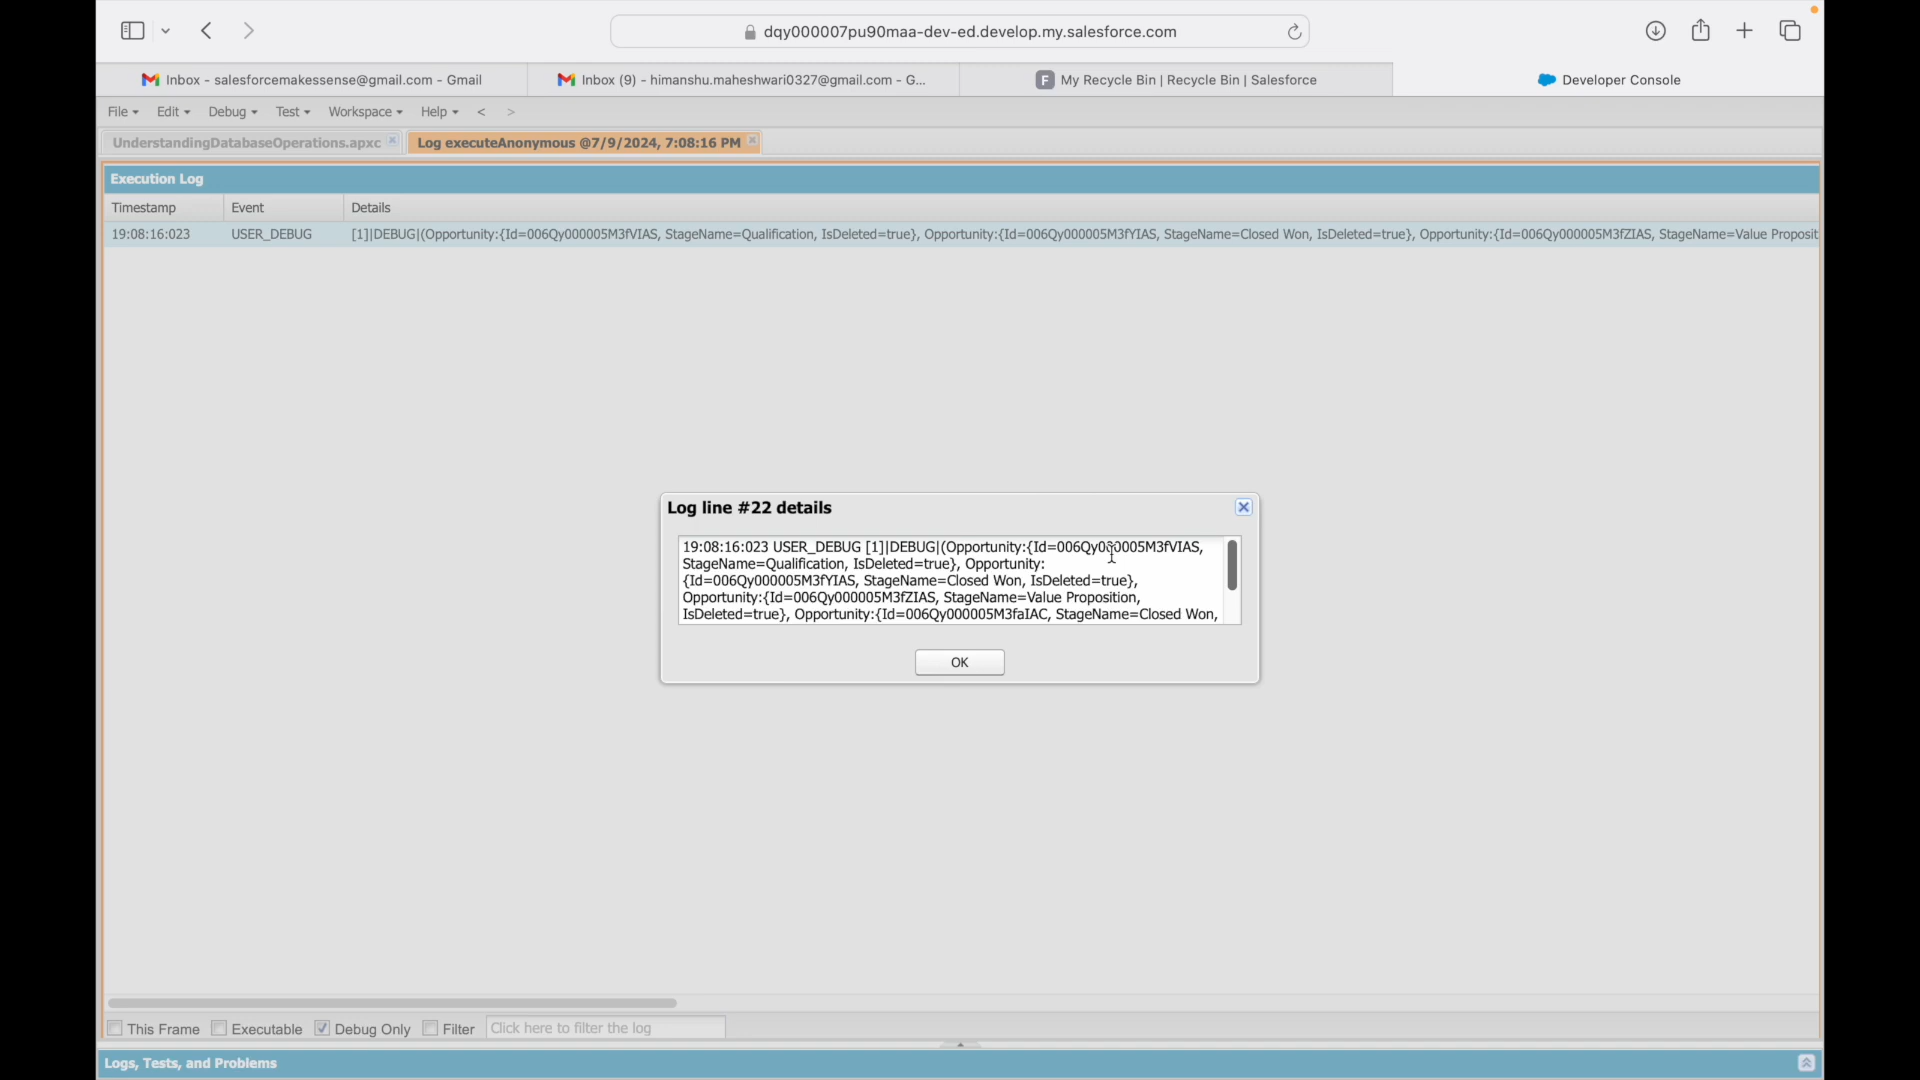 dqy000007pu90maa-dev-ed.develop.my.salesforce.com
Inbox - salesforcemakessense@gmail.com - Gmail
Inbox (9) - himanshu.maheshwari0327@gmail.com - G...
F My Recycle Bin | Recycle Bin | Salesforce
Developer Console
File Edit Debug Test Workspace Help < >
UnderstandingDatabaseOperations.apxc
Log executeAnonymous @7/9/2024, 7:08:16 PM
Execution Log
Timestamp Event Details
19:08:16:023 USER_DEBUG [1]|DEBUG|(Opportunity:{Id=006Qy000005M3fVIAS, StageName=Qualification, IsDeleted=true}, Opportunity:{Id=006Qy000005M3fYIAS, StageName=Closed Won, IsDeleted=true}, Opportunity:{Id=006Qy000005M3fZIAS, StageName=Value Proposit
Log line #22 details
19:08:16:023 USER_DEBUG [1]|DEBUG|(Opportunity:{Id=006Qy000005M3fVIAS,
StageName=Qualification, IsDeleted=true}, Opportunity:
{Id=006Qy000005M3fYIAS, StageName=Closed Won, IsDeleted=true},
Opportunity:{Id=006Qy000005M3fZIAS, StageName=Value Proposition,
IsDeleted=true}, Opportunity:{Id=006Qy000005M3faIAC, StageName=Closed Won,
OK
This Frame Executable Debug Only Filter Click here to filter the log
Logs, Tests, and Problems